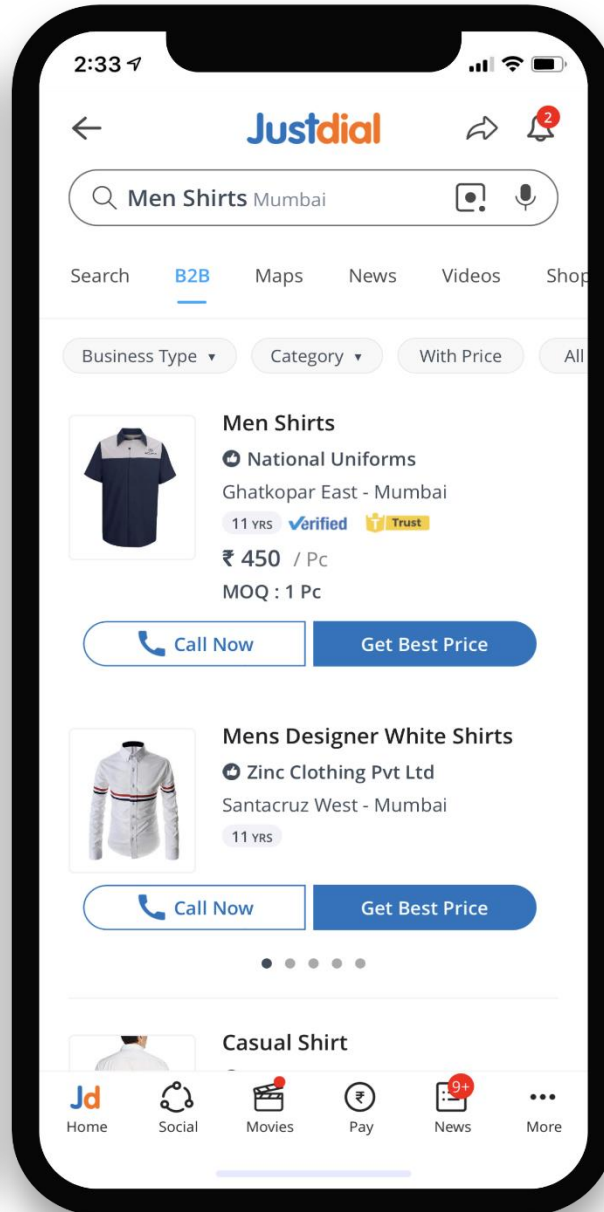 2:33
Justdial
2
Men Shirts Mumbai
Search B2B Maps News Videos Shop
Business Type ▾ Category ▾ With Price All
Men Shirts
National Uniforms
Ghatkopar East - Mumbai
11 YRS Verified T Trust
₹ 450 / Pc
MOQ : 1 Pc
Call Now Get Best Price
Mens Designer White Shirts
Zinc Clothing Pvt Ltd
Santacruz West - Mumbai
11 YRS
Call Now Get Best Price
Casual Shirt
Jd 9+
Home Social Movies Pay News More